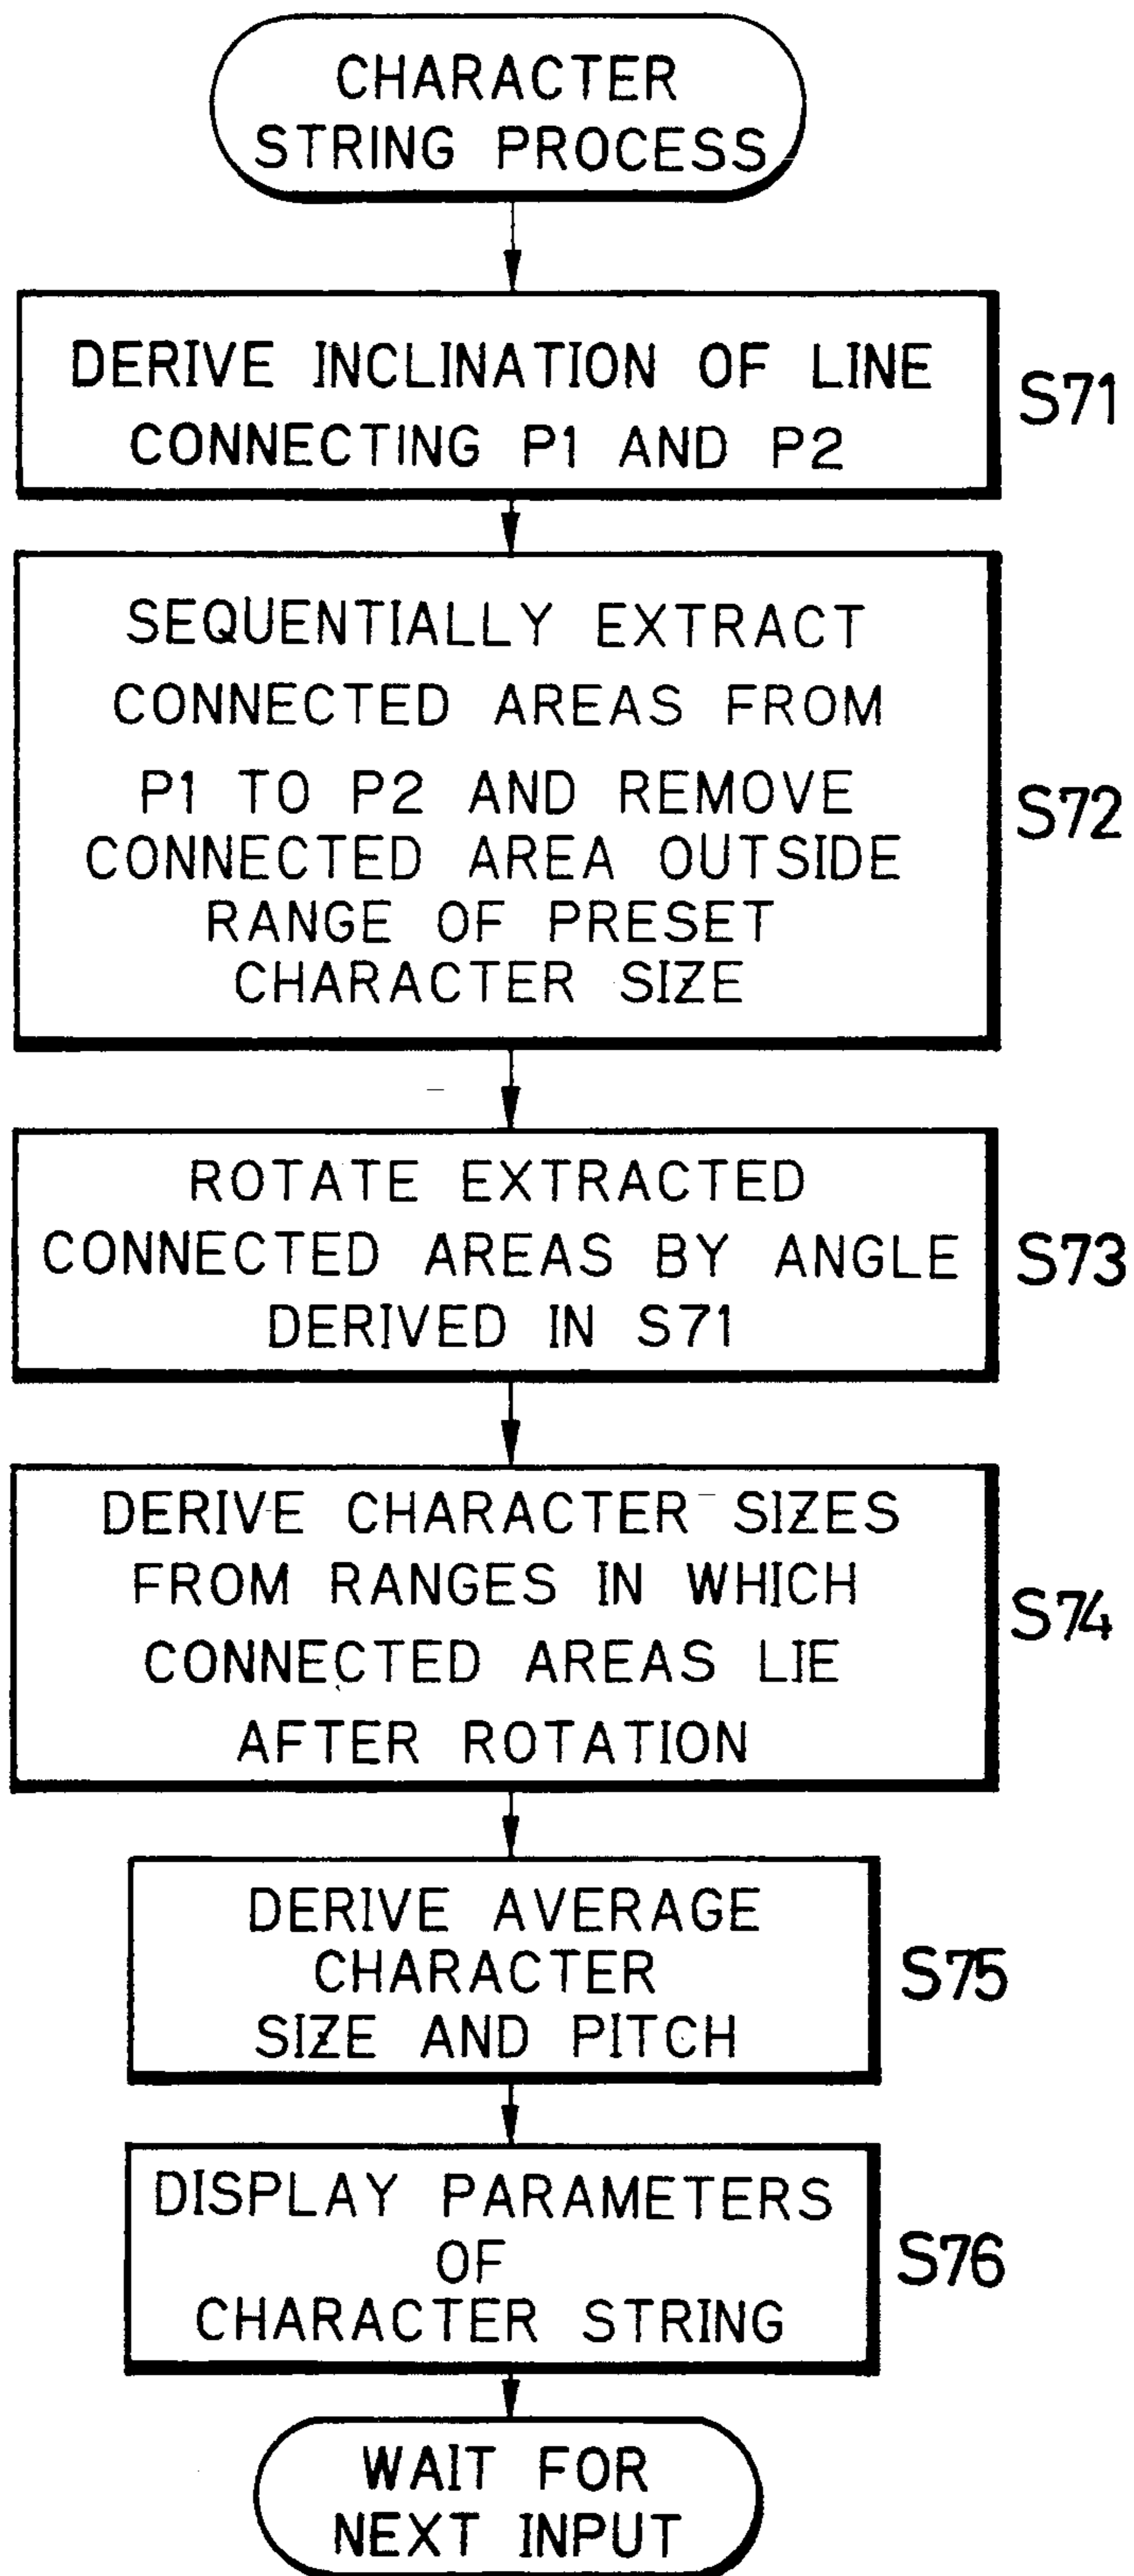 CHARACTER
STRING PROCESS
DERIVE INCLINATION OF LINE
CONNECTING P1 AND P2
S71
SEQUENTIALLY EXTRACT
CONNECTED AREAS FROM
P1 TO P2 AND REMOVE
CONNECTED AREA OUTSIDE
RANGE OF PRESET
CHARACTER SIZE
S72
ROTATE EXTRACTED
CONNECTED AREAS BY ANGLE
DERIVED IN S71
S73
DERIVE CHARACTER SIZES
FROM RANGES IN WHICH
CONNECTED AREAS LIE
AFTER ROTATION
S74
DERIVE AVERAGE
CHARACTER
SIZE AND PITCH
S75
DISPLAY PARAMETERS
OF
CHARACTER STRING
S76
WAIT FOR
NEXT INPUT